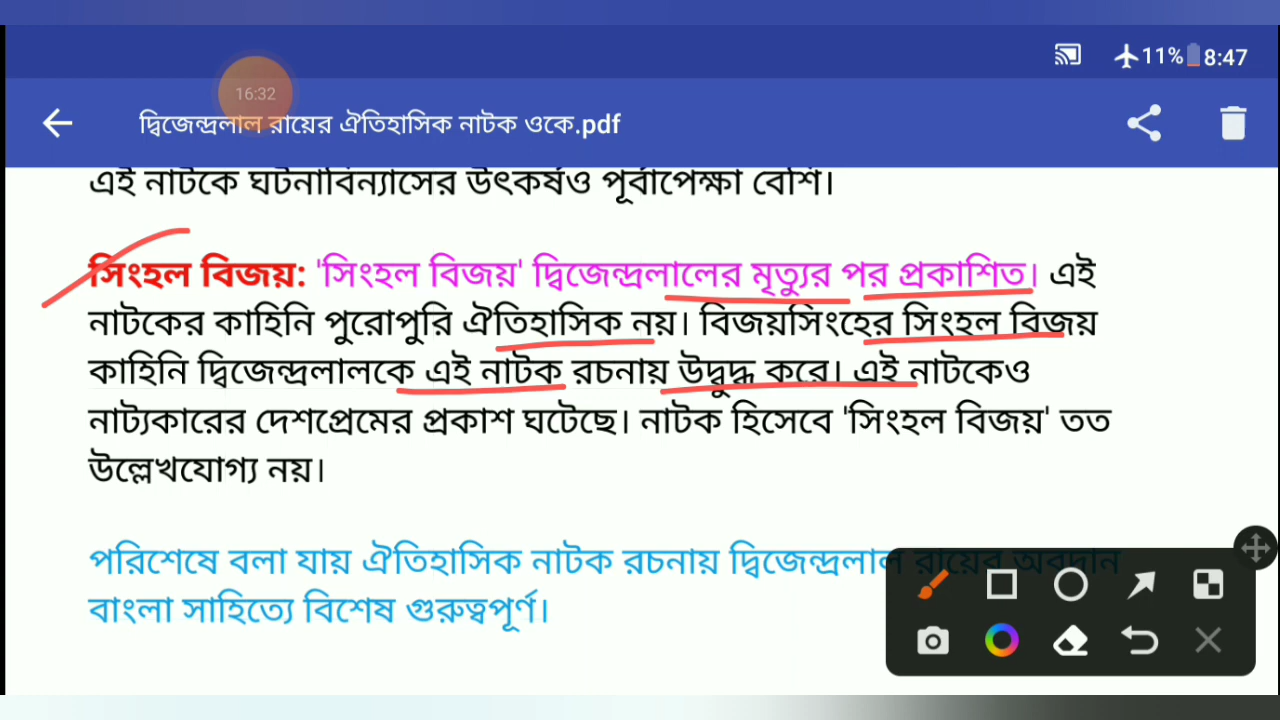 11% 8:47
16:32
দ্বিজেন্দ্রলাল রায়ের ঐতিহাসিক নাটক ওকে.pdf
এই নাটকে ঘটনাবিন্যাসের উৎকর্ষও পূর্বাপেক্ষা বেশি।
সিংহল বিজয়: 'সিংহল বিজয়' দ্বিজেন্দ্রলালের মৃত্যুর পর প্রকাশিত। এই
নাটকের কাহিনি পুরোপুরি ঐতিহাসিক নয়। বিজয়সিংহের সিংহল বিজয়
কাহিনি দ্বিজেন্দ্রলালকে এই নাটক রচনায় উদ্বুদ্ধ করে। এই নাটকেও
নাট্যকারের দেশপ্রেমের প্রকাশ ঘটেছে। নাটক হিসেবে 'সিংহল বিজয়' তত
উল্লেখযোগ্য নয়।
পরিশেষে বলা যায় ঐতিহাসিক নাটক রচনায় দ্বিজেন্দ্রলাল রায়ের অবদান
বাংলা সাহিত্যে বিশেষ গুরুত্বপূর্ণ।